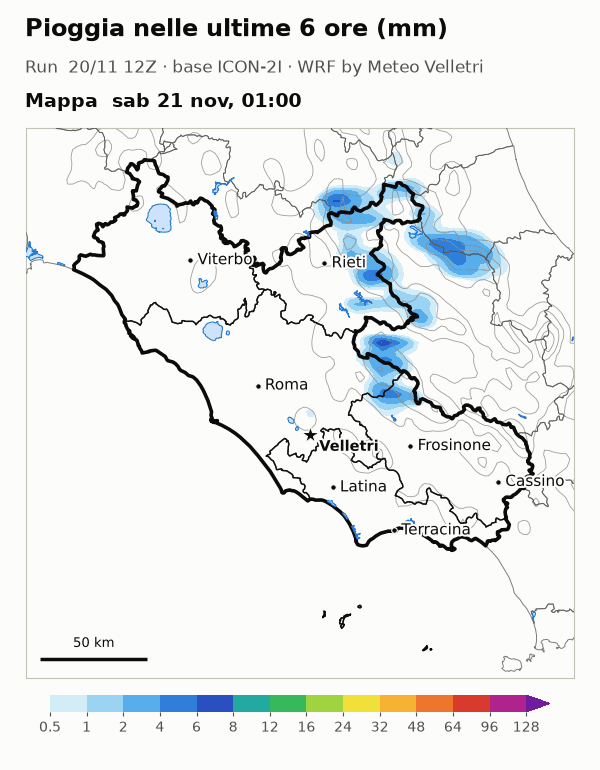 Pioggia nelle ultime 6 ore (mm)
Run  20/11 12Z · base ICON-2I · WRF by Meteo Velletri
Mappa  sab 21 nov, 01:00
Viterbo
Rieti
Roma
Velletri
Frosinone
Latina
Cassino
Terracina
50 km
0.5 1 2 4 6 8 12 16 24 32 48 64 96 128